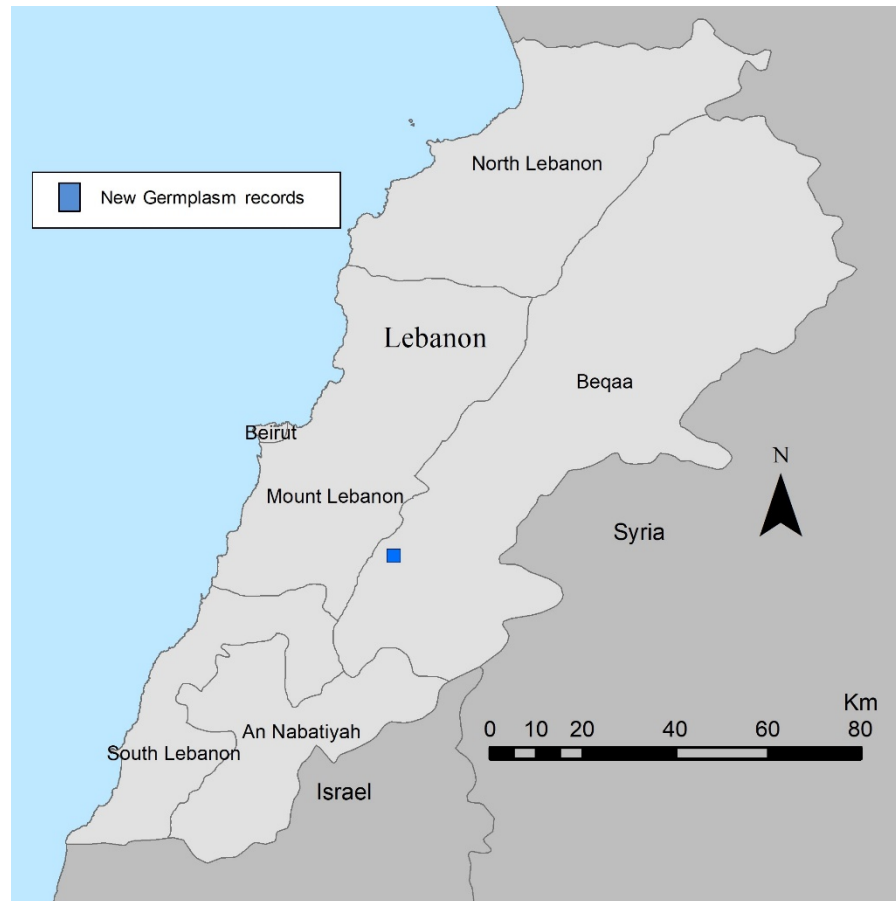 North Lebanon
New Germplasm records
Lebanon
Beqaa
Beirut
N
Mount Lebanon
Syria
Km
0 10 20 40 60 80
An Nabatiyah
South Lebanon
Israel